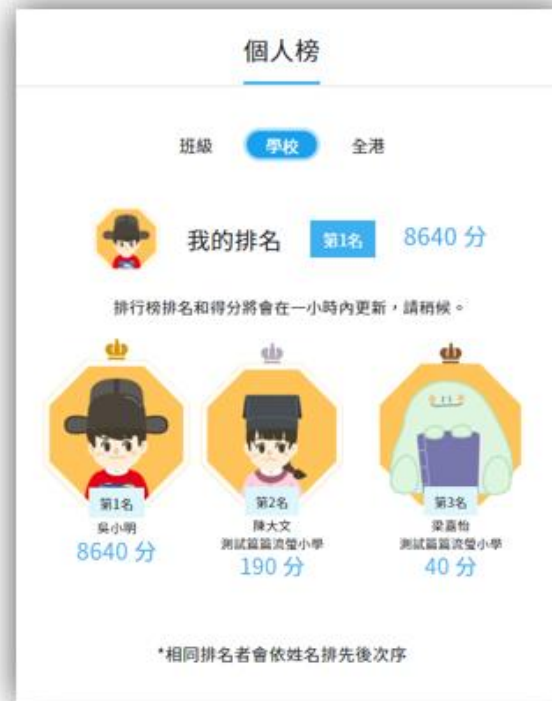 個人榜
班級 學校 全港
我的排名 第1名 8640 分
排行榜排名和得分將會在一小時內更新，請稍候。
第1名 第2名 第3名
吳小明 陳大文 梁嘉怡
測試篇篇流螢小學 測試篇篇流螢小學
8640 分 190 分 40 分
*相同排名者會依姓名排先後次序